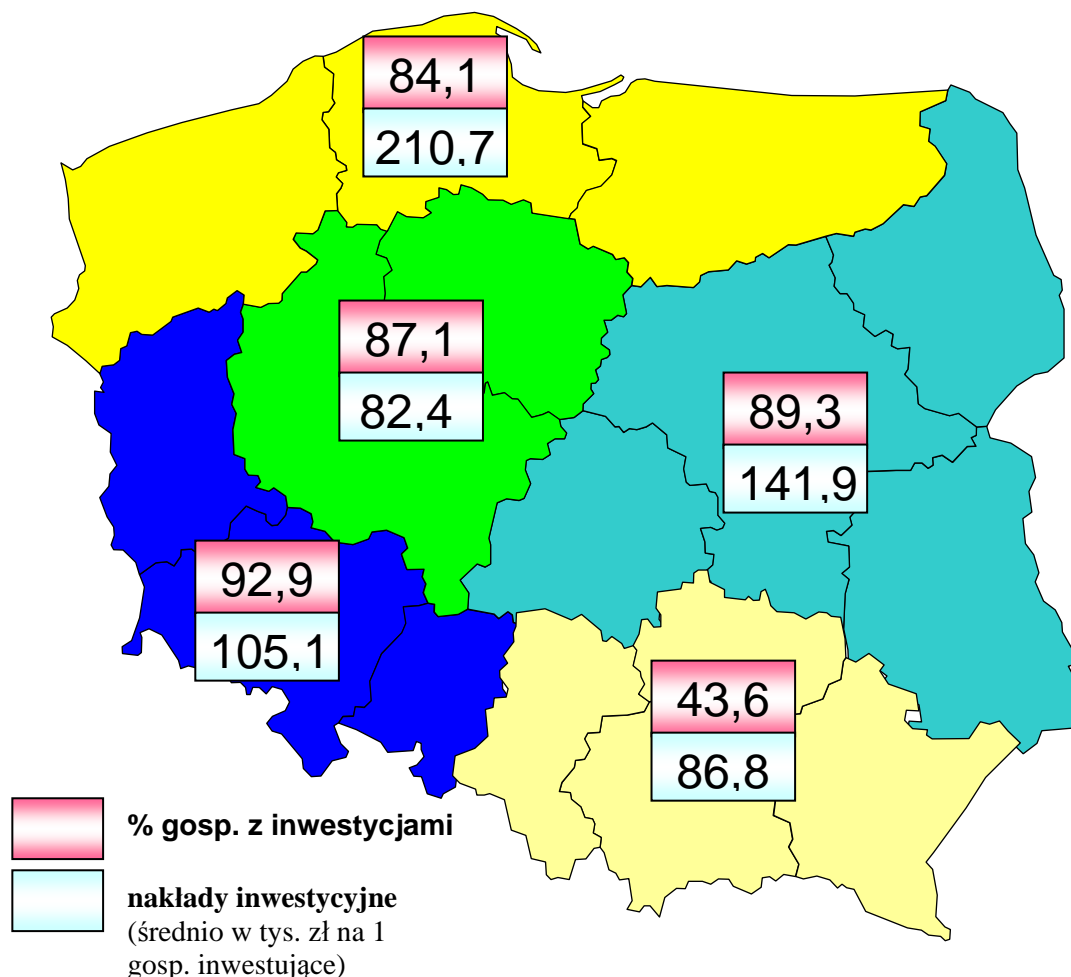 84,1
210,7
87,1
82,4
89,3
141,9
92,9
105,1
43,6
86,8
% gosp. z inwestycjami
nakłady inwestycyjne
(średnio w tys. zł na 1
gosp. inwestujące)